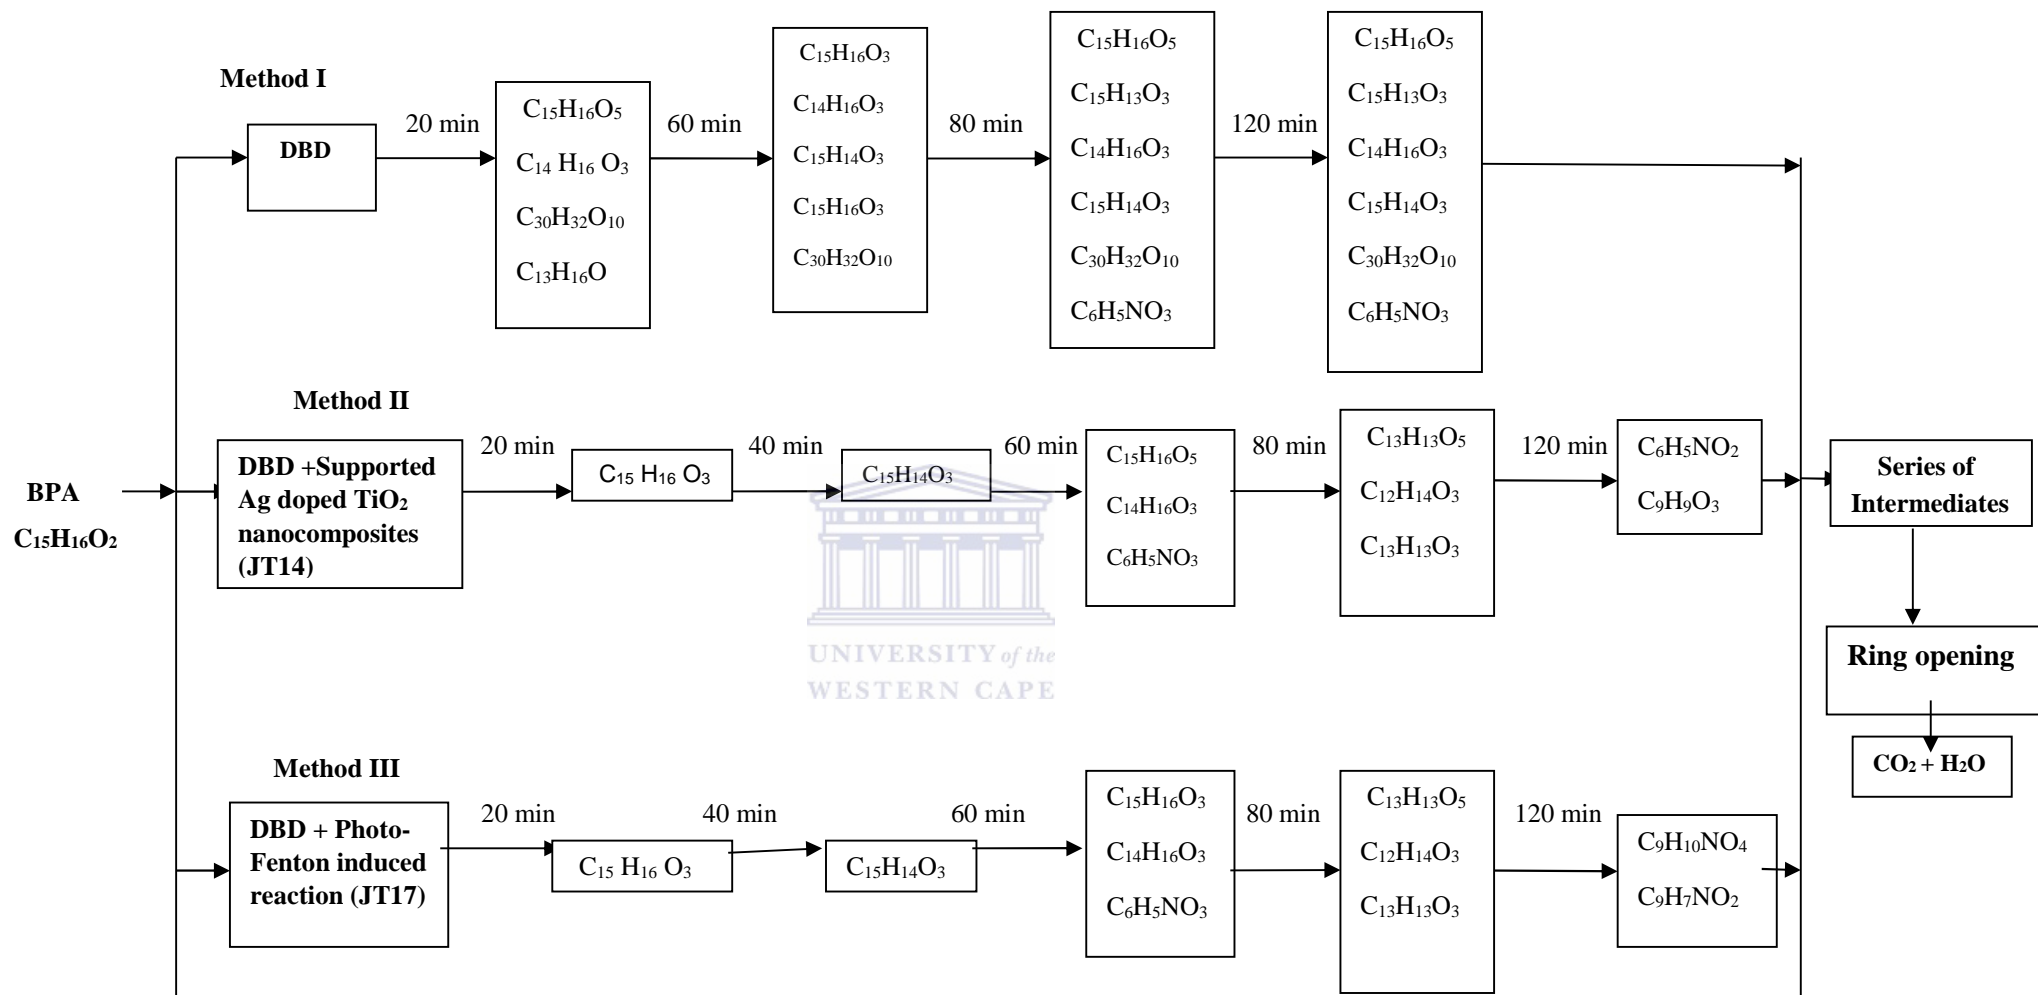 Method I
DBD
20 min
C₁₅H₁₆O₅
C₁₄ H₁₆ O₃
C₃₀H₃₂O₁₀
C₁₃H₁₆O
60 min
C₁₅H₁₆O₃
C₁₄H₁₆O₃
C₁₅H₁₄O₃
C₁₅H₁₆O₃
C₃₀H₃₂O₁₀
80 min
C₁₅H₁₆O₅
C₁₅H₁₃O₃
C₁₄H₁₆O₃
C₁₅H₁₄O₃
C₃₀H₃₂O₁₀
C₆H₅NO₃
120 min
C₁₅H₁₆O₅
C₁₅H₁₃O₃
C₁₄H₁₆O₃
C₁₅H₁₄O₃
C₃₀H₃₂O₁₀
C₆H₅NO₃
BPA
C₁₅H₁₆O₂
Method II
DBD +Supported
Ag doped TiO₂
nanocomposites
(JT14)
20 min
C₁₅ H₁₆ O₃
40 min
C₁₅H₁₄O₃
60 min
C₁₅H₁₆O₅
C₁₄H₁₆O₃
C₆H₅NO₃
80 min
C₁₃H₁₃O₅
C₁₂H₁₄O₃
C₁₃H₁₃O₃
120 min
C₆H₅NO₂
C₉H₉O₃
Series of
Intermediates
Ring opening
CO₂ + H₂O
UNIVERSITY of the
WESTERN CAPE
Method III
DBD + Photo-
Fenton induced
reaction (JT17)
20 min
C₁₅ H₁₆ O₃
40 min
C₁₅H₁₄O₃
60 min
C₁₅H₁₆O₃
C₁₄H₁₆O₃
C₆H₅NO₃
80 min
C₁₃H₁₃O₅
C₁₂H₁₄O₃
C₁₃H₁₃O₃
120 min
C₉H₁₀NO₄
C₉H₇NO₂